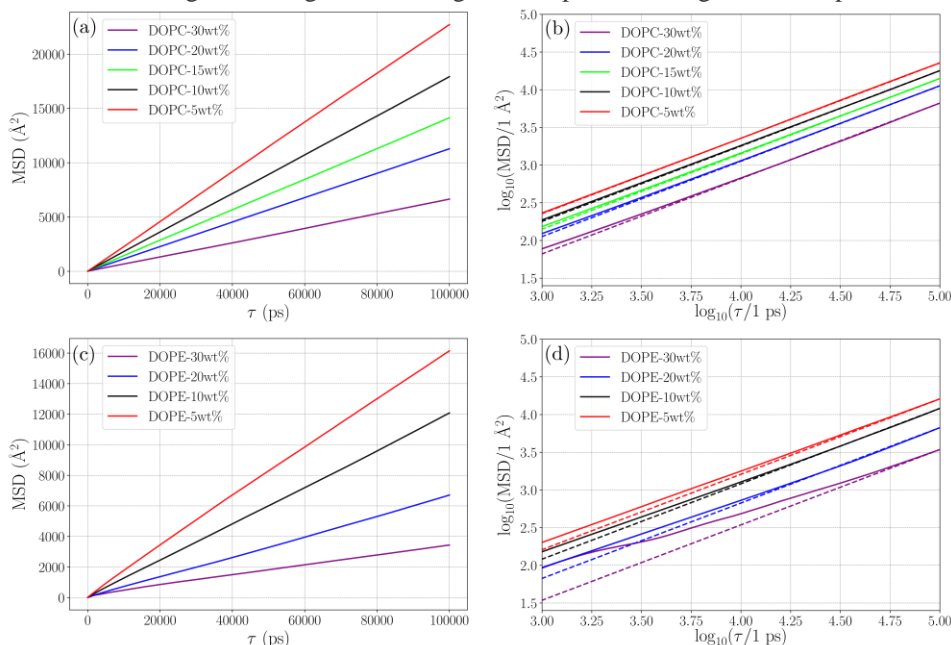 (a)
DOPC-30wt%
DOPC-20wt%
DOPC-15wt%
DOPC-10wt%
DOPC-5wt%
MSD (Å²)
20000
15000
10000
5000
0
0 20000 40000 60000 80000 100000
τ (ps)
(b)
DOPC-30wt%
DOPC-20wt%
DOPC-15wt%
DOPC-10wt%
DOPC-5wt%
log₁₀(MSD/1 Å²)
5.0
4.5
4.0
3.5
3.0
2.5
2.0
1.5
3.00 3.25 3.50 3.75 4.00 4.25 4.50 4.75 5.00
log₁₀(τ/1 ps)
(c)
DOPE-30wt%
DOPE-20wt%
DOPE-10wt%
DOPE-5wt%
MSD (Å²)
16000
14000
12000
10000
8000
6000
4000
2000
0
0 20000 40000 60000 80000 100000
τ (ps)
(d)
DOPE-30wt%
DOPE-20wt%
DOPE-10wt%
DOPE-5wt%
log₁₀(MSD/1 Å²)
5.0
4.5
4.0
3.5
3.0
2.5
2.0
1.5
3.00 3.25 3.50 3.75 4.00 4.25 4.50 4.75 5.00
log₁₀(τ/1 ps)